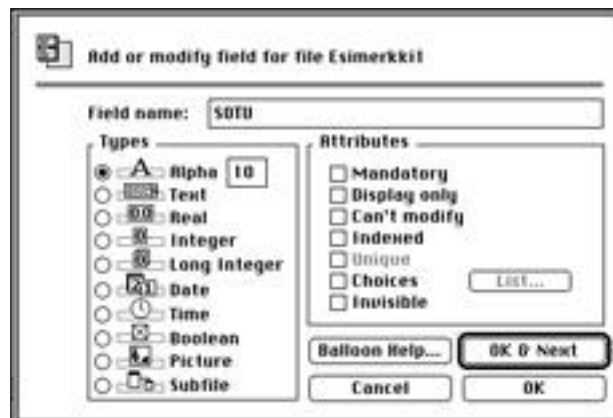 Add or modify field for file Esimerkki1
Field name: SOTU
Types
Alpha 10
Text
Real
Integer
Long Integer
Date
Time
Boolean
Picture
Subfile
Attributes
Mandatory
Display only
Can't modify
Indexed
Unique
Choices List...
Invisible
Balloon Help... OK & Next
Cancel OK